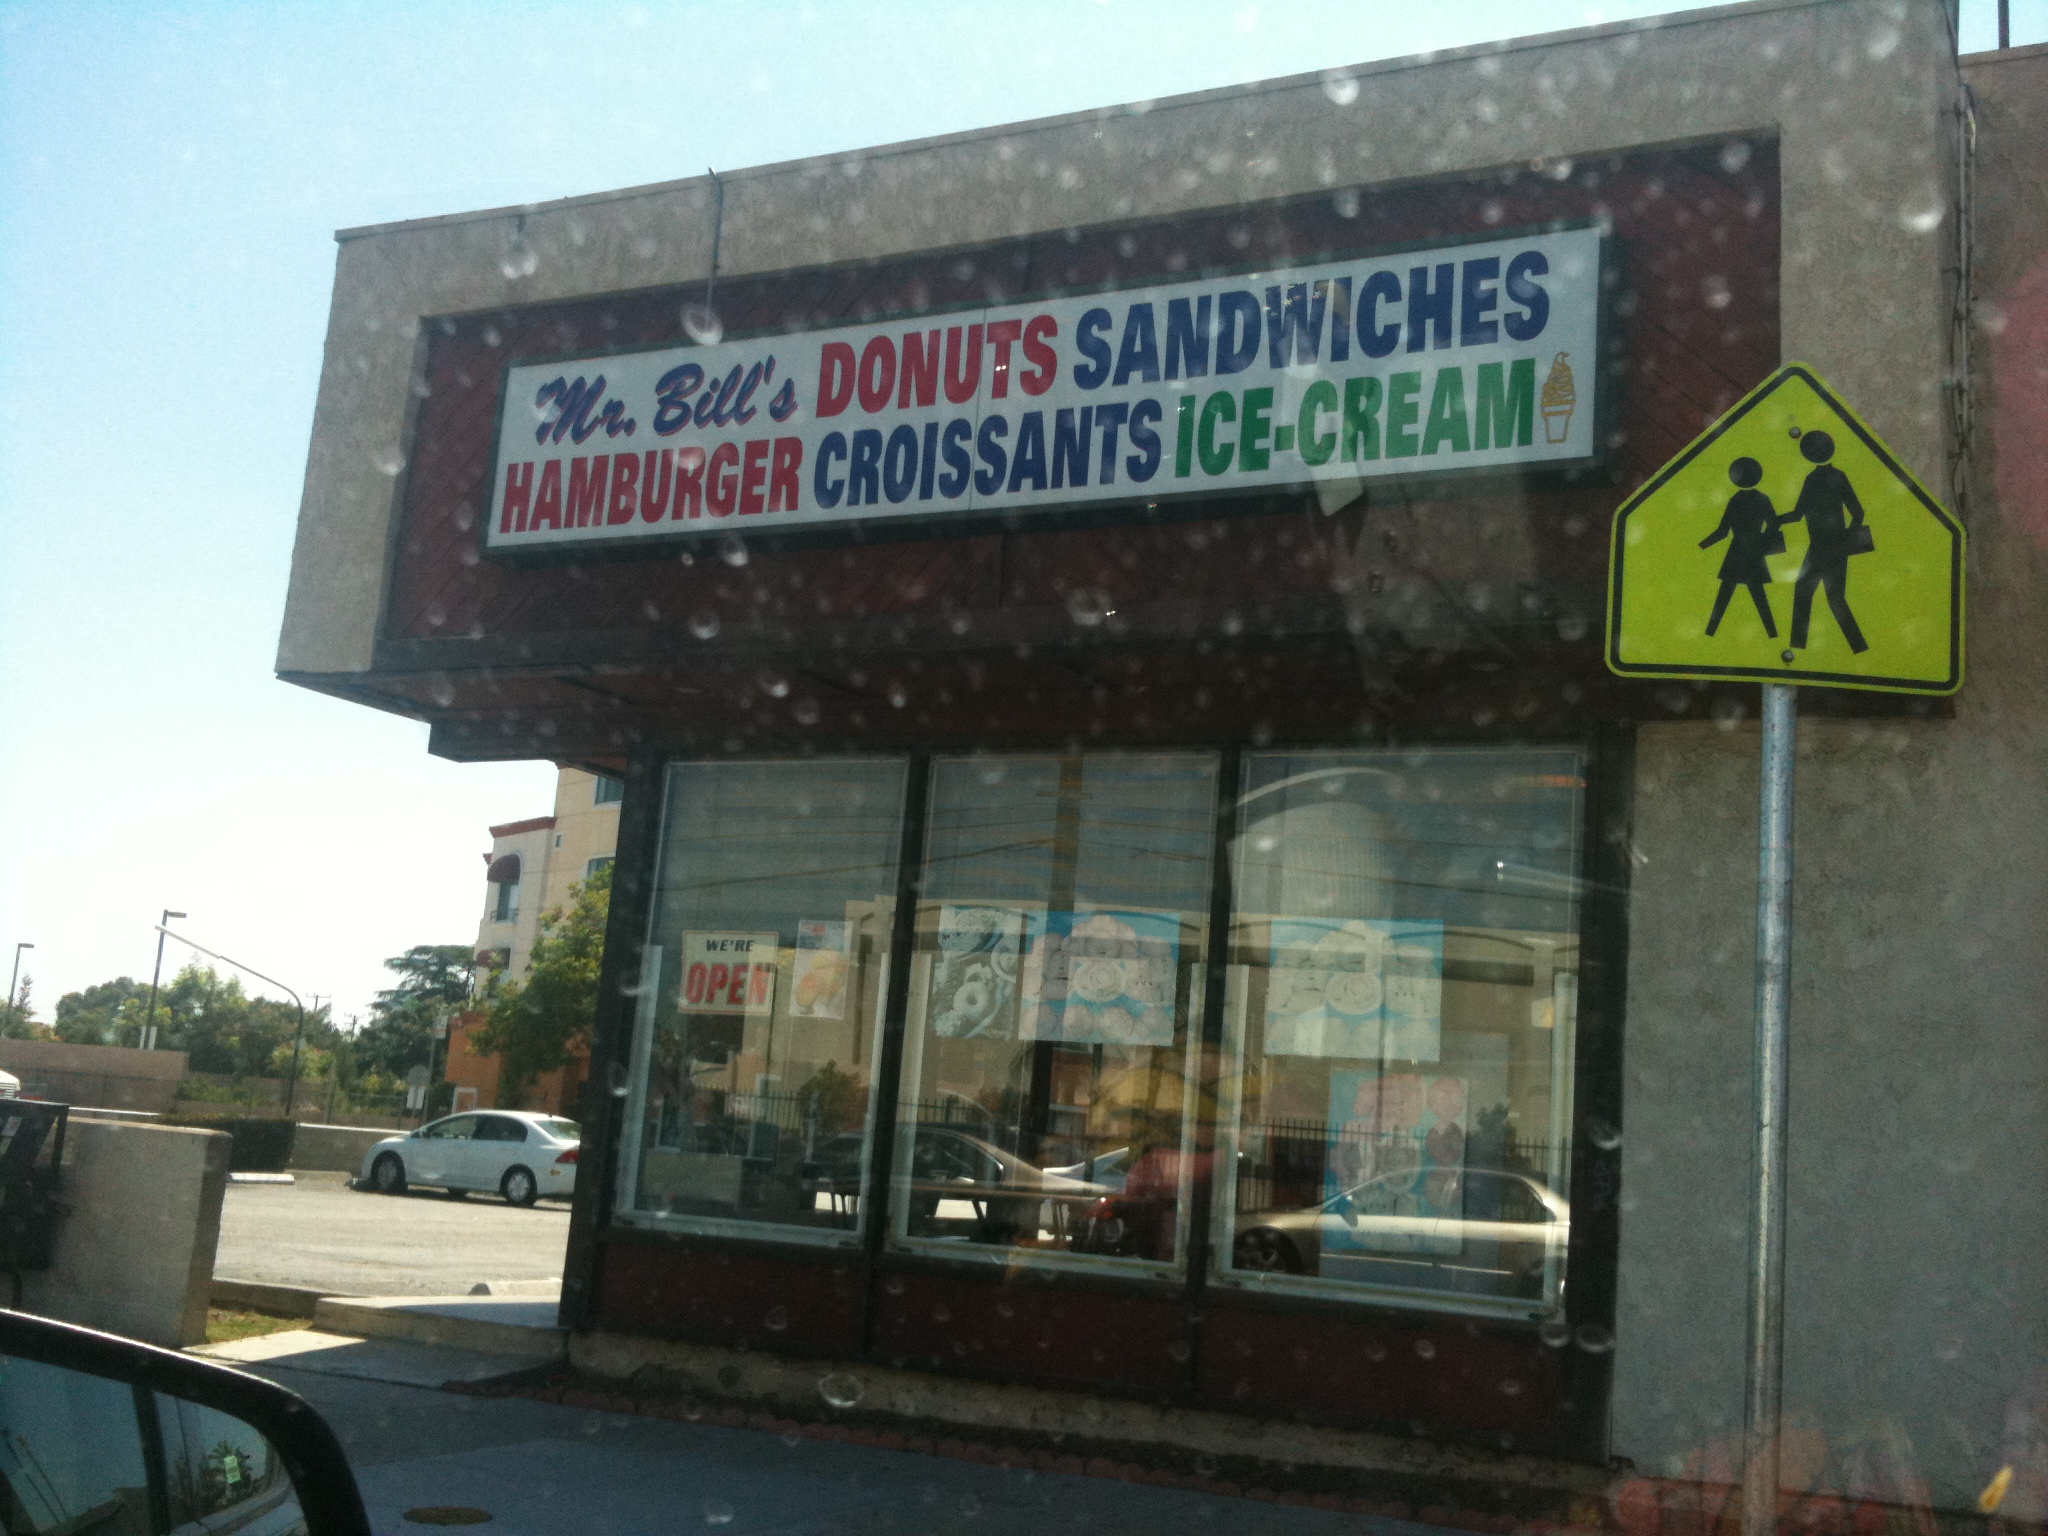 Mr. Bill's DONUTS SANDWICHES
HAMBURGER CROISSANTS ICE-CREAM
WE'RE
OPEN